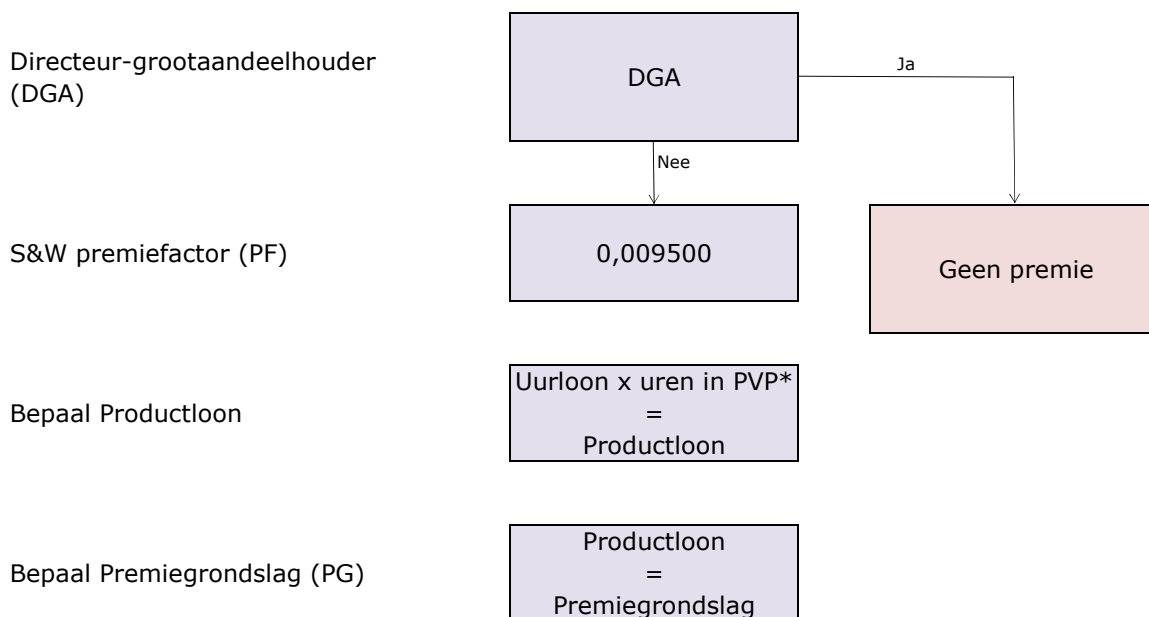 Directeur-grootaandeelhouder
(DGA)
DGA
Ja
Nee
S&W premiefactor (PF)
0,009500
Geen premie
Bepaal Productloon
Uurloon x uren in PVP*
=
Productloon
Bepaal Premiegrondslag (PG)
Productloon
=
Premiegrondslag